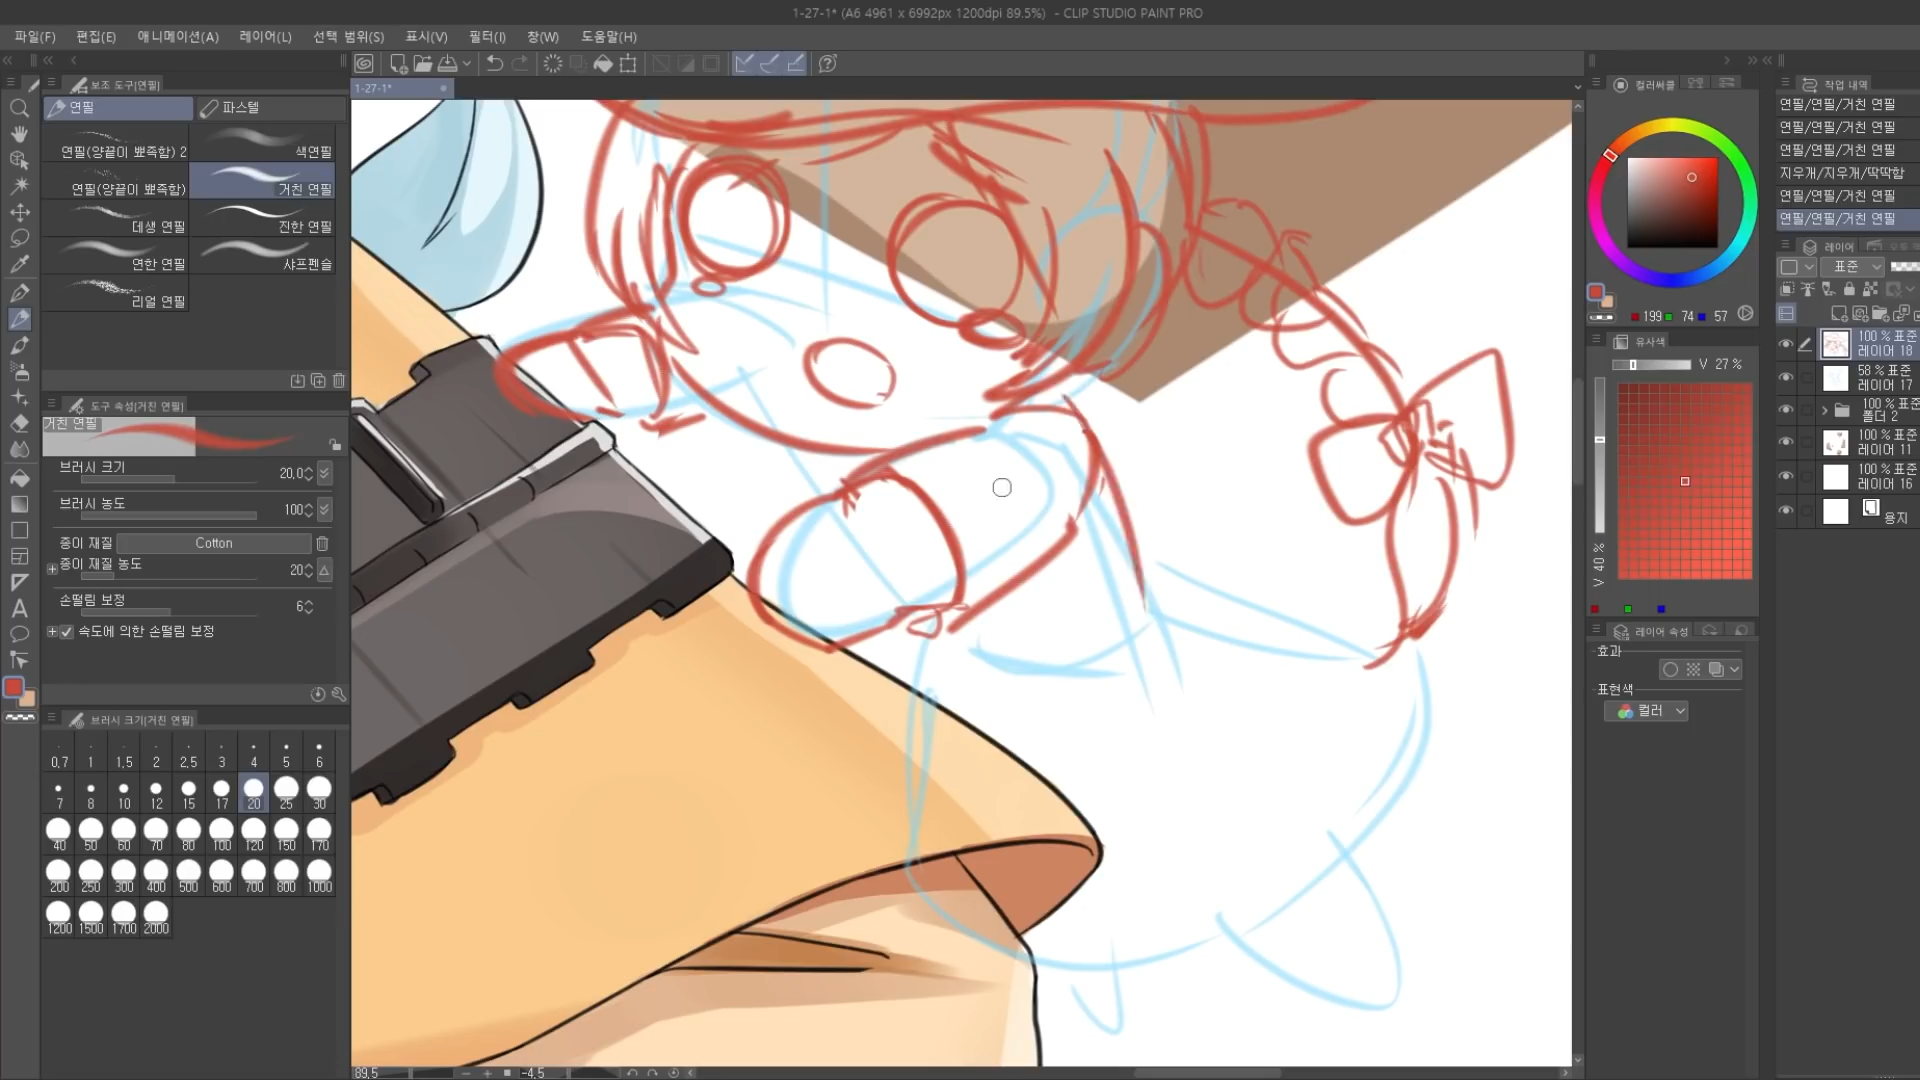 1-27-1* (A6 4961 x 6992px 1200dpi 89.5%) - CLIP STUDIO PAINT PRO
파일(F) 편집(E) 애니메이션(A) 레이어(L) 선택 범위(S) 표시(V) 필터(I) 창(W) 도움말(H)
보조 도구[연필]
연필 파스텔
연필(양끝이 뾰족함) 2 색연필
연필(양끝이 뾰족함) 거친 연필
데생 연필 진한 연필
연한 연필 샤프펜슬
리얼 연필
도구 속성[거친 연필]
거친 연필
브러시 크기 20.0
브러시 농도 100
종이 재질 Cotton
종이 재질 농도 20
손떨림 보정 6
속도에 의한 손떨림 보정
브러시 크기[거친 연필]
0.7 1 1.5 2 2.5 3 4 5 6
7 8 10 12 15 17 20 25 30
40 50 60 70 80 100 120 150 170
200 250 300 400 500 600 700 800 1000
1200 1500 1700 2000
1-27-1*
89.5 -4.5
컬러써클
199 74 57
유사색
V 27 %
V 40 %
레이어 속성
효과
표현색
컬러
작업 내역
연필/연필/거친 연필
연필/연필/거친 연필
연필/연필/거친 연필
지우개/지우개/딱딱함
연필/연필/거친 연필
연필/연필/거친 연필
레이어
표준
100 % 표준
레이어 18
58 % 표준
레이어 17
100 % 표준
폴더 2
100 % 표준
레이어 11
100 % 표준
레이어 16
용지